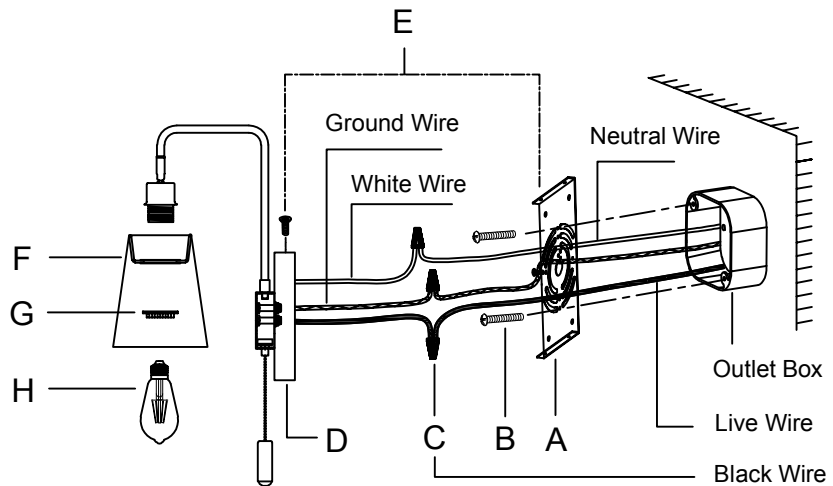 E
Ground Wire
Neutral Wire
White Wire
F
G
H
Outlet Box
D
C
B
A
Live Wire
Black Wire